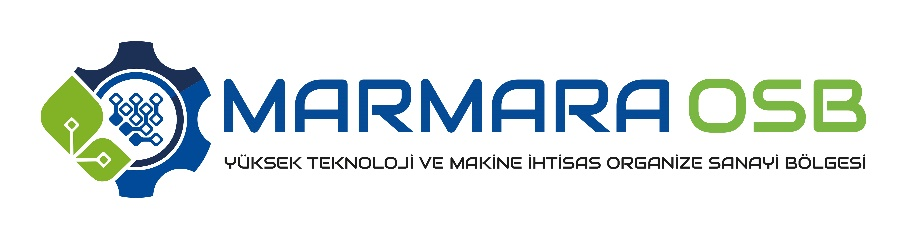 MARMARA OSB
YÜKSEK TEKNOLOJİ VE MAKİNE İHTİSAS ORGANİZE SANAYİ BÖLGESİ